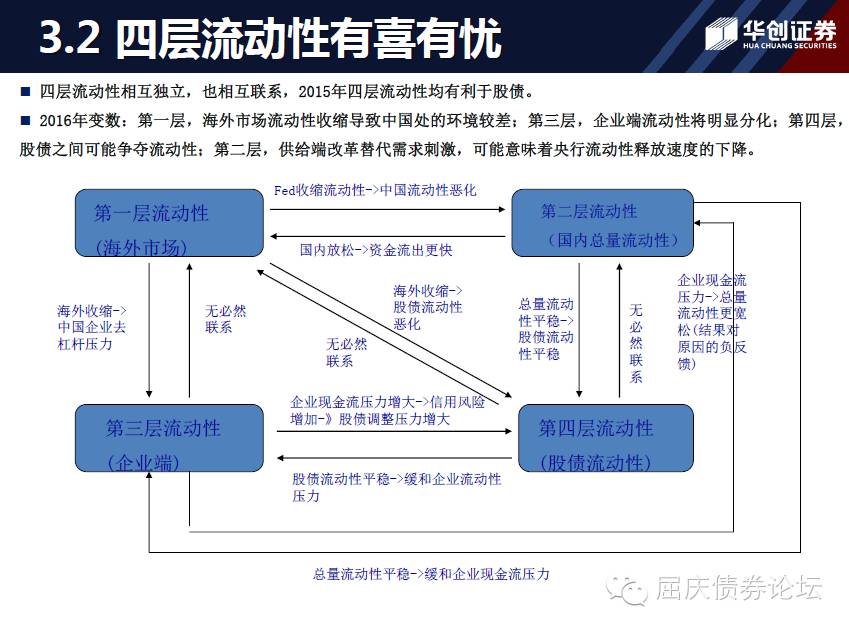 3.2 四层流动性有喜有忧
华创证券
HUA CHUANG SECURITIES
四层流动性相互独立，也相互联系，2015年四层流动性均有利于股债。
2016年变数：第一层，海外市场流动性收缩导致中国处的环境较差；第三层，企业端流动性将明显分化；第四层，
股债之间可能争夺流动性；第二层，供给端改革替代需求刺激，可能意味着央行流动性释放速度的下降。
Fed收缩流动性->中国流动性恶化
第一层流动性
(海外市场)
第二层流动性
（国内总量流动性）
国内放松->资金流出更快
海外收缩->
中国企业去
杠杆压力
无必然
联系
海外收缩->
股债流动性
恶化
无必然
联系
总量流动
性平稳->
股债流动
性平稳
无
必
然
联
系
企业现金流
压力->总量
流动性更宽
松(结果对
原因的负反
馈)
第三层流动性
(企业端)
企业现金流压力增大->信用风险
增加-》股债调整压力增大
第四层流动性
(股债流动性)
股债流动性平稳->缓和企业流动性
压力
总量流动性平稳->缓和企业现金流压力
屈庆债券论坛